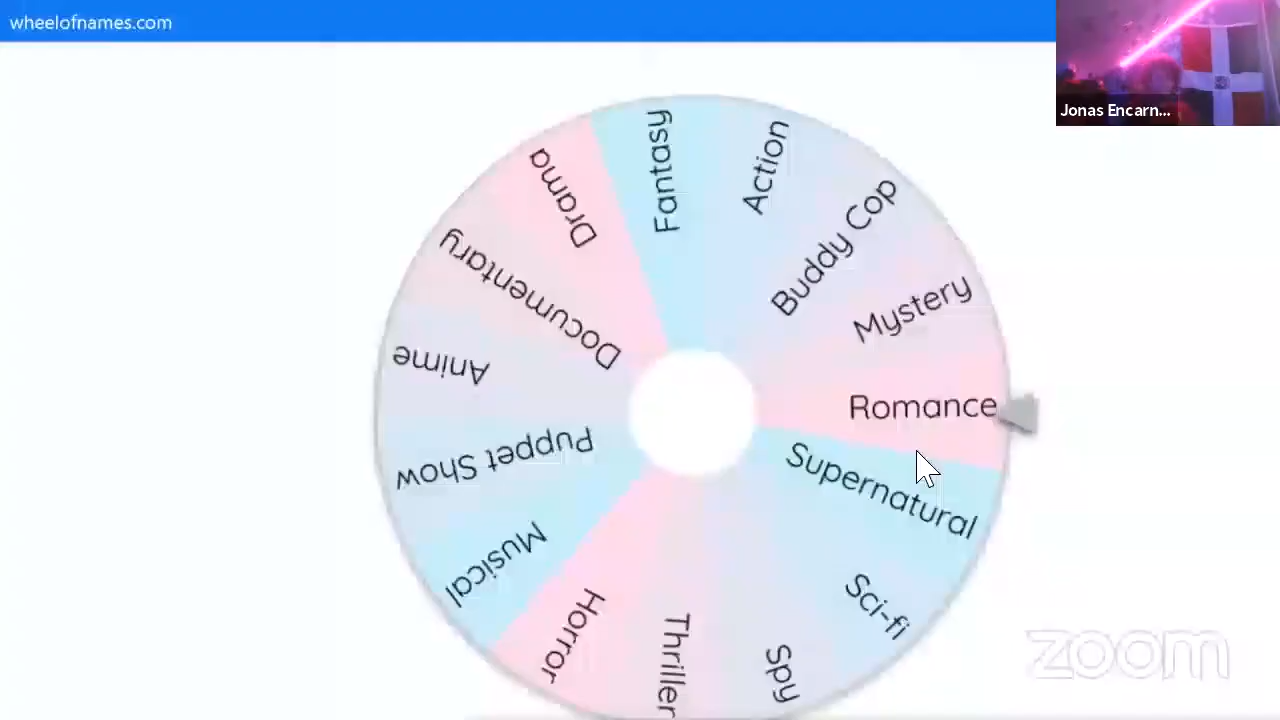 wheelofnames.com
Jonas Encarn...
Fantasy
Action
Buddy Cop
Mystery
Romance
Supernatural
Sci-fi
Spy
Thriller
Horror
Musical
Puppet Show
Anime
Documentary
Drama
zoom